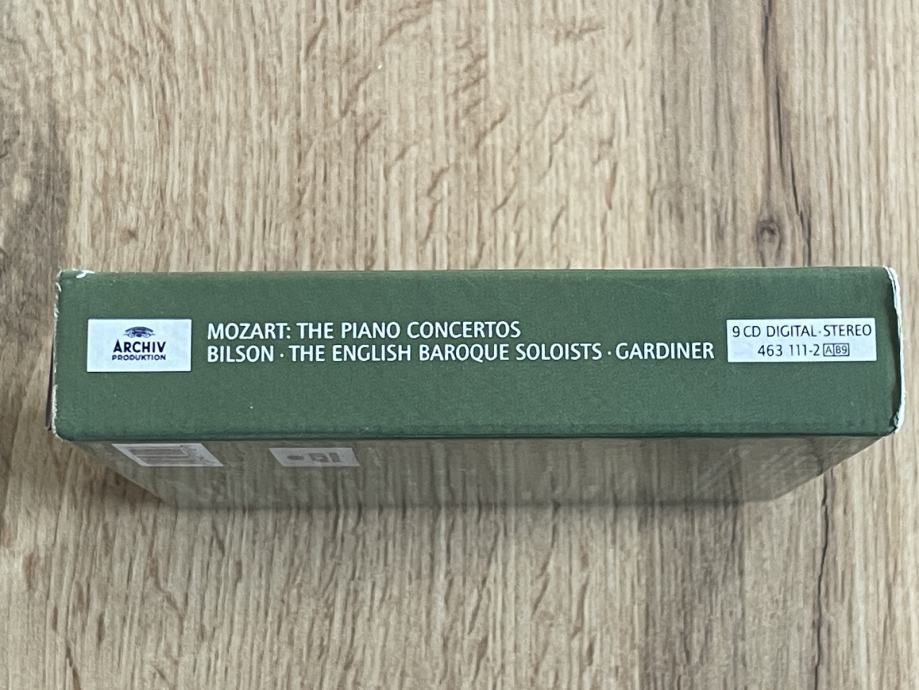 ARCHIV
PRODUKTION
MOZART: THE PIANO CONCERTOS
BILSON · THE ENGLISH BAROQUE SOLOISTS · GARDINER
9 CD DIGITAL·STEREO
463 111-2 A B9